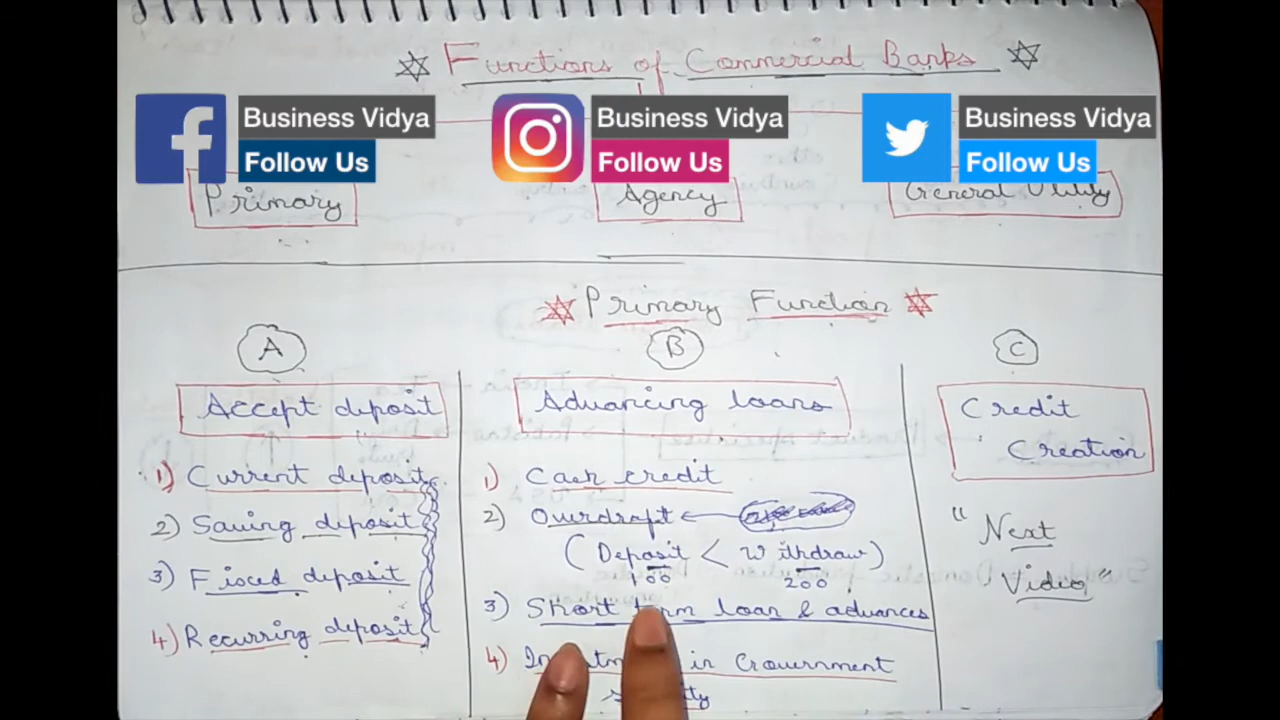 Functions of Commercial Banks
Business Vidya
Follow Us
Business Vidya
Follow Us
Business Vidya
Follow Us
Primary
Agency
General Utility
Primary Function
A
Accept deposit
1) Current deposit
2) Saving deposit
3) Fixed deposit
4) Recurring deposit
B
Advancing loans
1) Cash credit
2) Overdraft
(Deposit < Withdraw)
100 200
3) Short term loan & advances
4) in Government
C
Credit
Creation
"Next
Video"